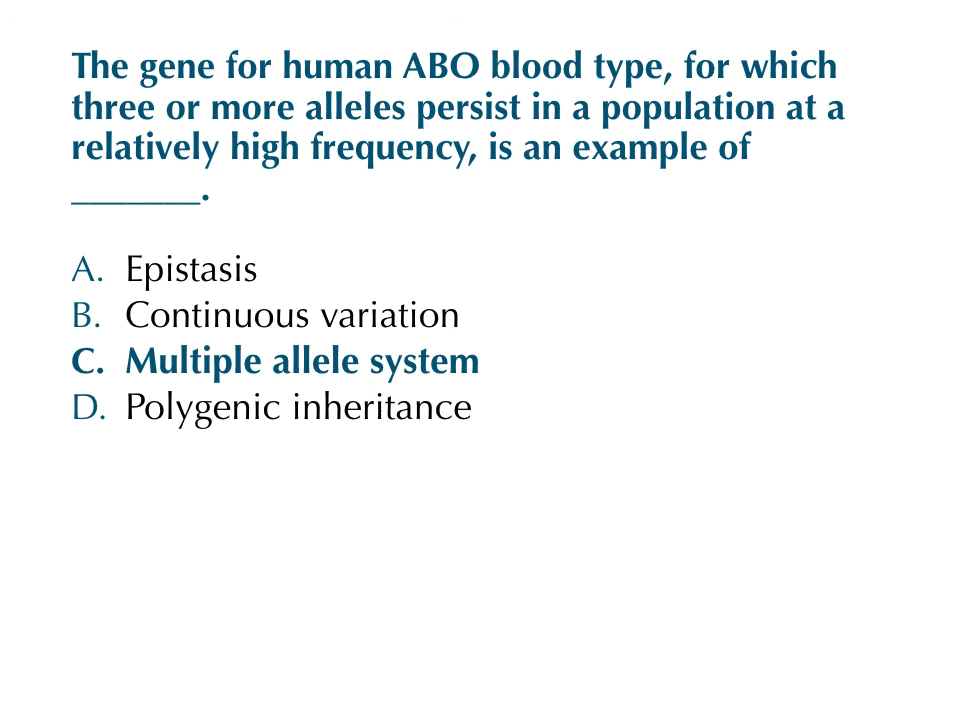 The gene for human ABO blood type, for which
three or more alleles persist in a population at a
relatively high frequency, is an example of
_______.
A. Epistasis
B. Continuous variation
C. Multiple allele system
D. Polygenic inheritance